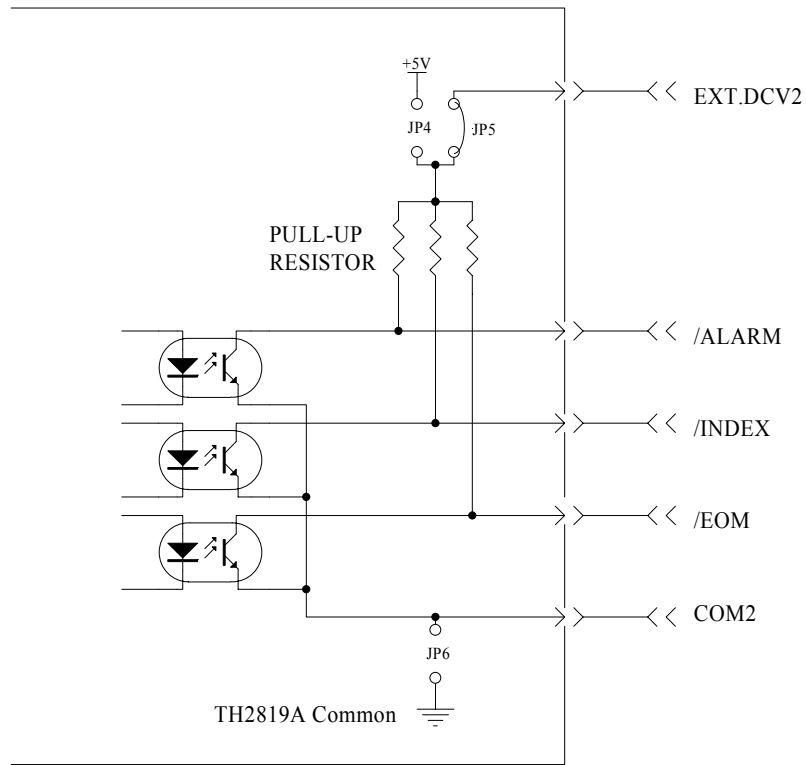 +5V
EXT.DCV2
JP4
JP5
PULL-UP
RESISTOR
/ALARM
/INDEX
/EOM
COM2
JP6
TH2819A Common